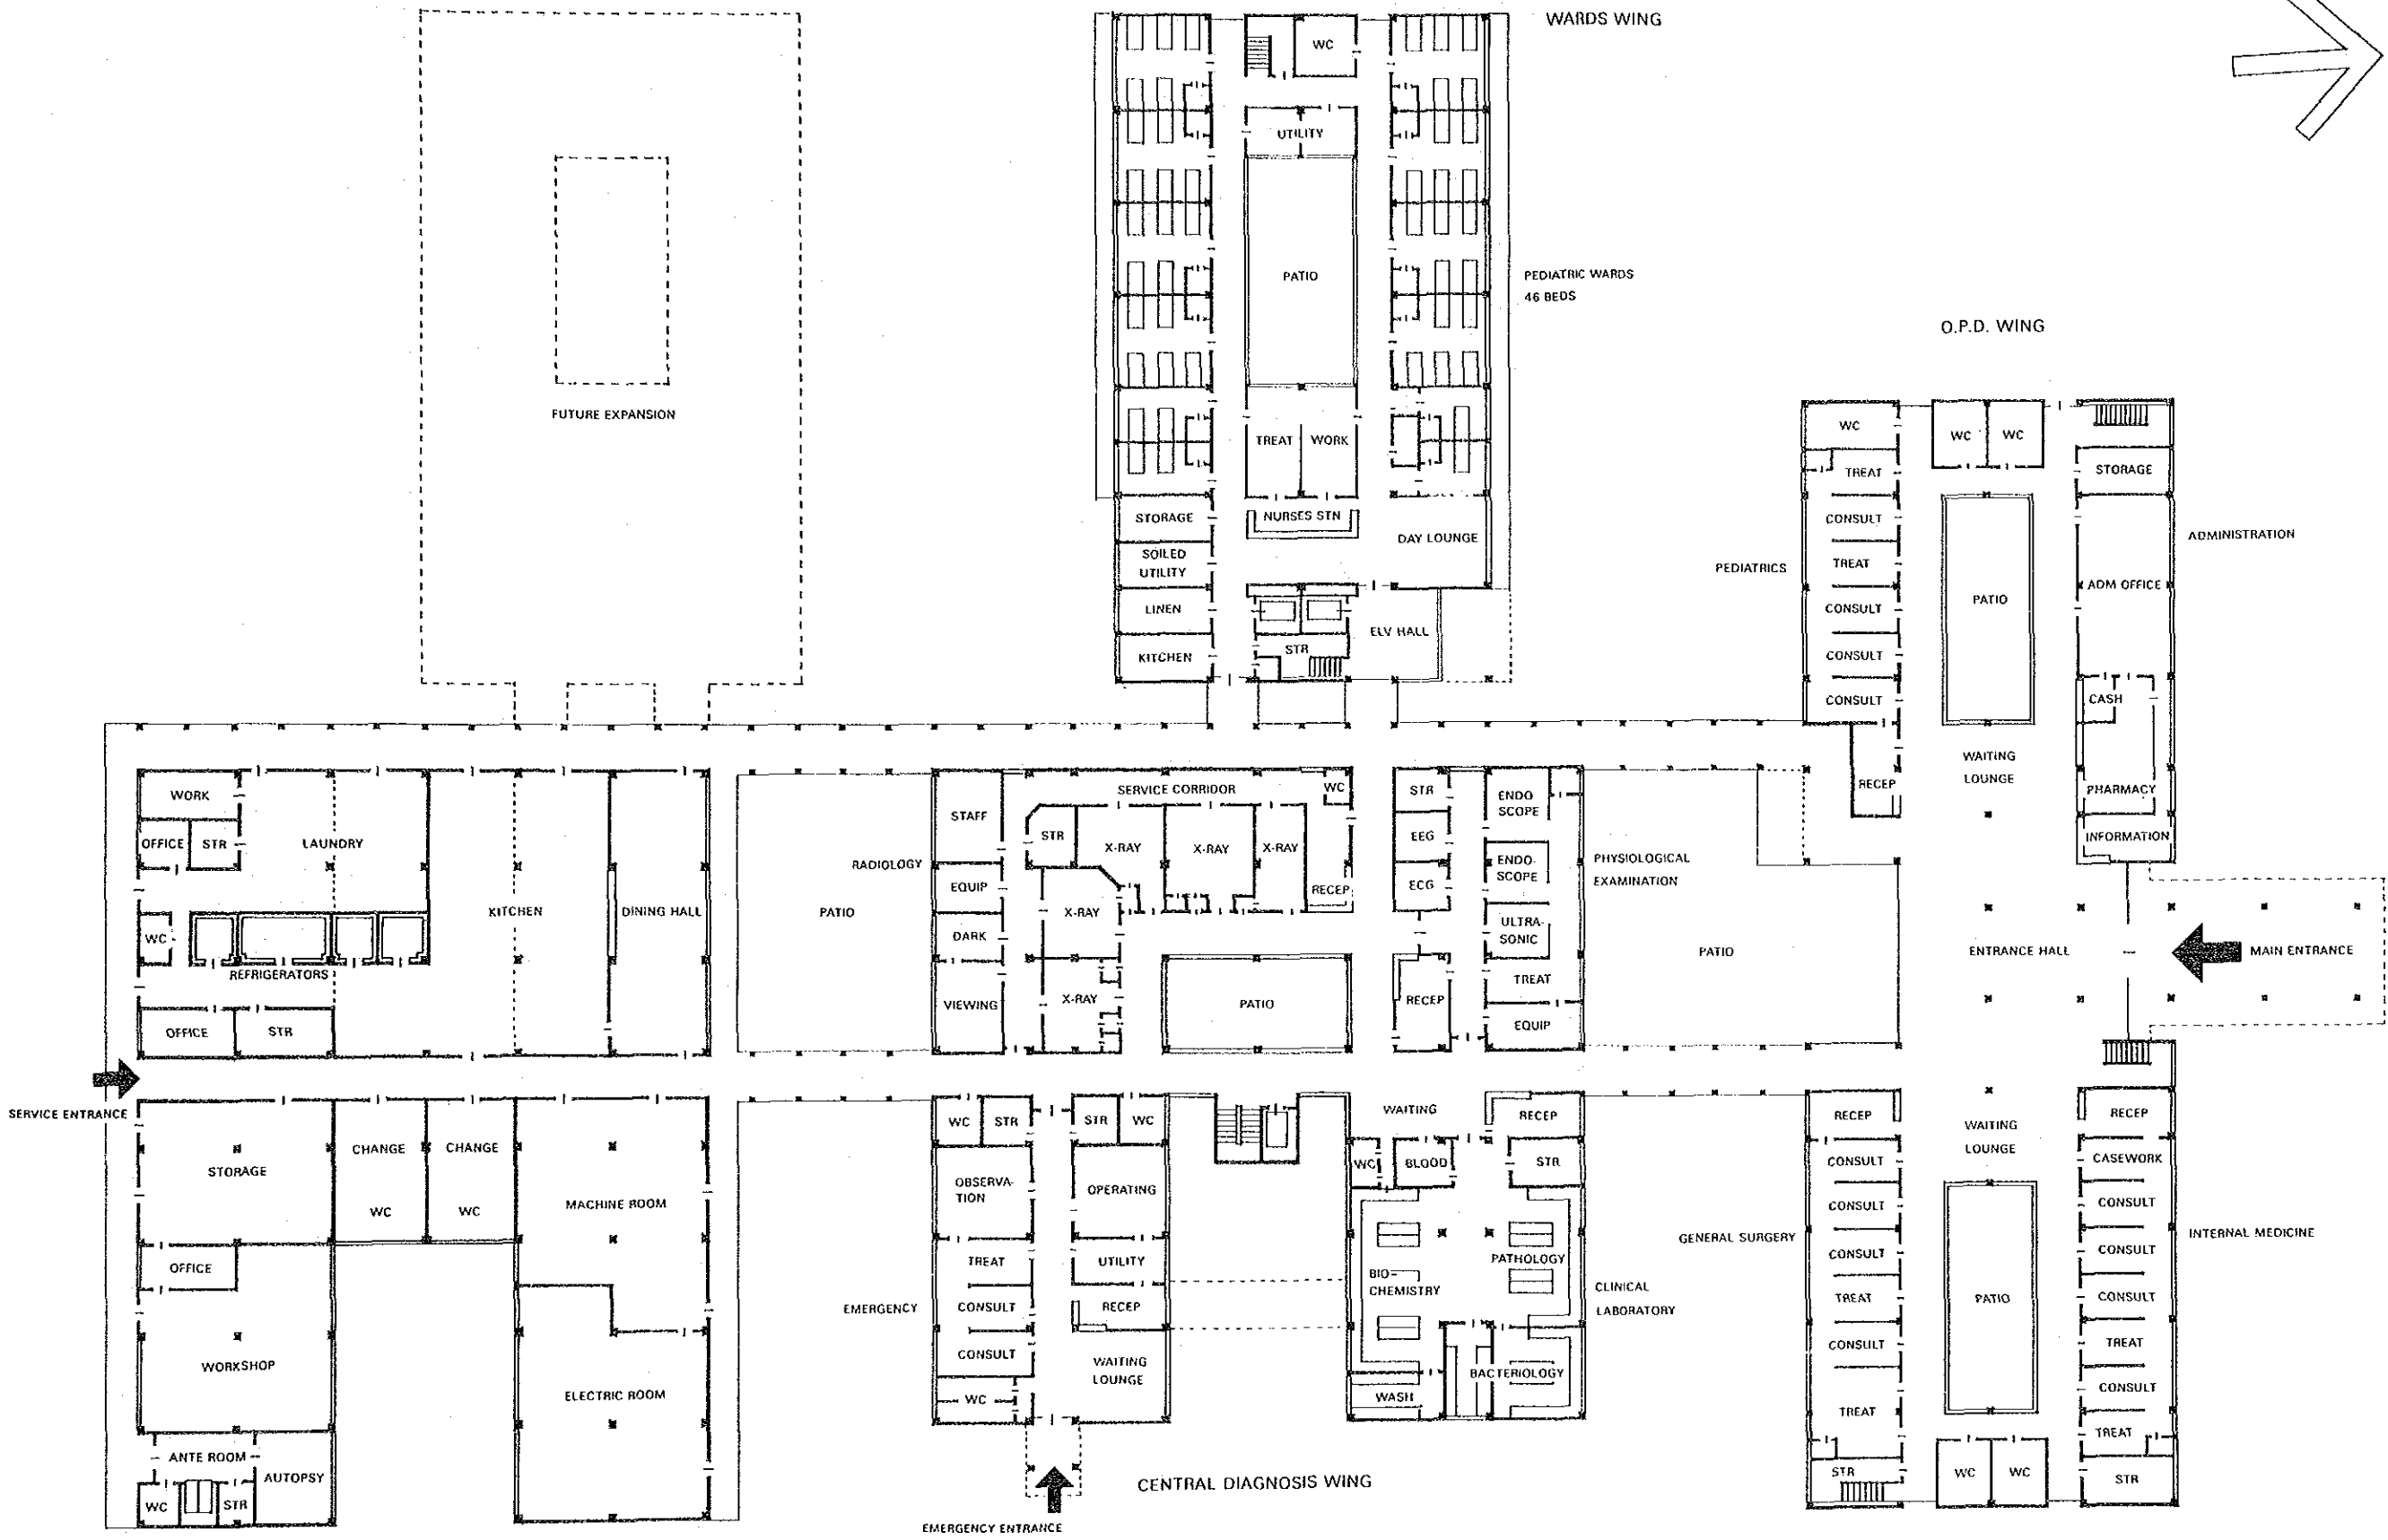 WARDS WING
WC
UTILITY
PATIO
PEDIATRIC WARDS
46 BEDS
TREAT
WORK
STORAGE
NURSES STN
DAY LOUNGE
SOILED
UTILITY
LINEN
KITCHEN
STR
ELV HALL
FUTURE EXPANSION
O.P.D. WING
WC
WC
WC
TREAT
STORAGE
CONSULT
ADMINISTRATION
PEDIATRICS
TREAT
ADM OFFICE
CONSULT
PATIO
CONSULT
CONSULT
CASH
WAITING
LOUNGE
RECEP
PHARMACY
INFORMATION
WORK
OFFICE
STR
LAUNDRY
KITCHEN
DINING HALL
WC
REFRIGERATORS
OFFICE
STR
PATIO
RADIOLOGY
STAFF
EQUIP
DARK
VIEWING
SERVICE CORRIDOR
WC
STR
X-RAY
X-RAY
X-RAY
RECEP
X-RAY
X-RAY
PATIO
STR
EEG
ECG
RECEP
ENDO
SCOPE
ENDO-
SCOPE
ULTRA-
SONIC
TREAT
EQUIP
PHYSIOLOGICAL
EXAMINATION
PATIO
ENTRANCE HALL
MAIN ENTRANCE
SERVICE ENTRANCE
STORAGE
CHANGE
WC
CHANGE
WC
MACHINE ROOM
OFFICE
WORKSHOP
ELECTRIC ROOM
ANTE ROOM
AUTOPSY
WC
STR
WC
STR
STR
WC
OBSERVA-
TION
OPERATING
TREAT
UTILITY
EMERGENCY
CONSULT
RECEP
CONSULT
WAITING
LOUNGE
WC
EMERGENCY ENTRANCE
CENTRAL DIAGNOSIS WING
WAITING
RECEP
WC
BLOOD
STR
PATHOLOGY
BIO-
CHEMISTRY
CLINICAL
LABORATORY
BACTERIOLOGY
WASH
GENERAL SURGERY
RECEP
CONSULT
CONSULT
CONSULT
TREAT
CONSULT
TREAT
STR
WAITING
LOUNGE
PATIO
WC
WC
RECEP
CASEWORK
CONSULT
CONSULT
CONSULT
TREAT
CONSULT
TREAT
STR
INTERNAL MEDICINE